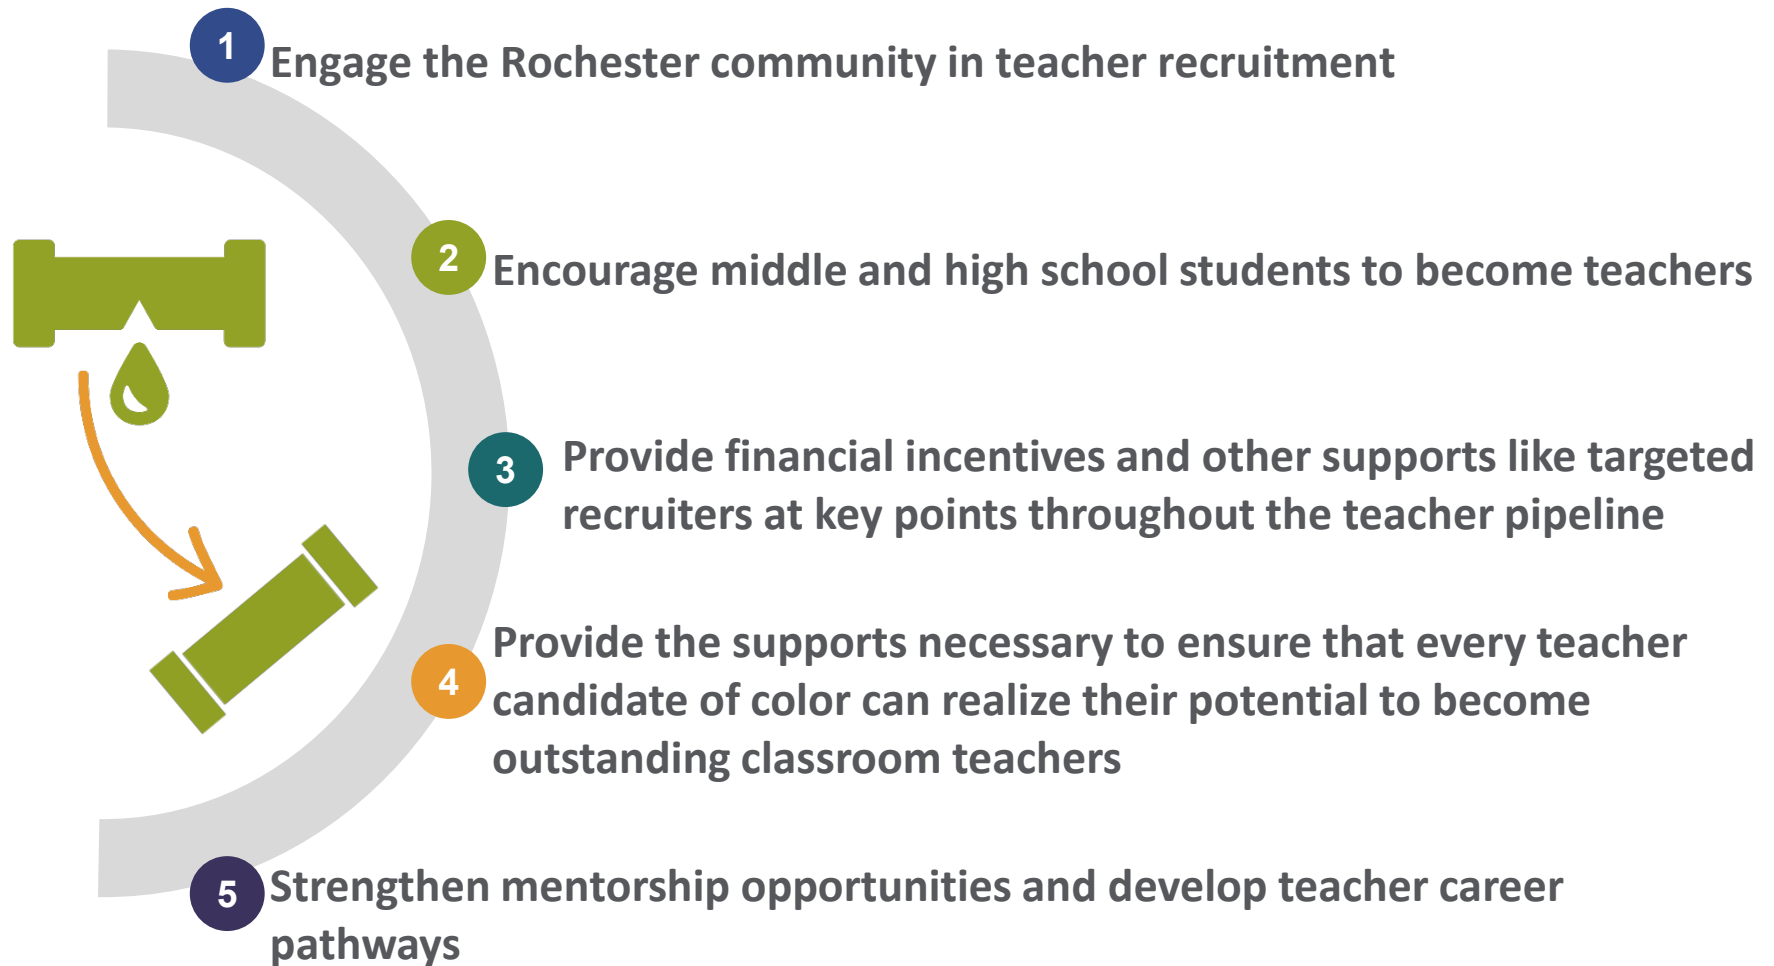 1
Engage the Rochester community in teacher recruitment
2
Encourage middle and high school students to become teachers
3
Provide financial incentives and other supports like targeted
recruiters at key points throughout the teacher pipeline
4
Provide the supports necessary to ensure that every teacher
candidate of color can realize their potential to become
outstanding classroom teachers
5
Strengthen mentorship opportunities and develop teacher career
pathways